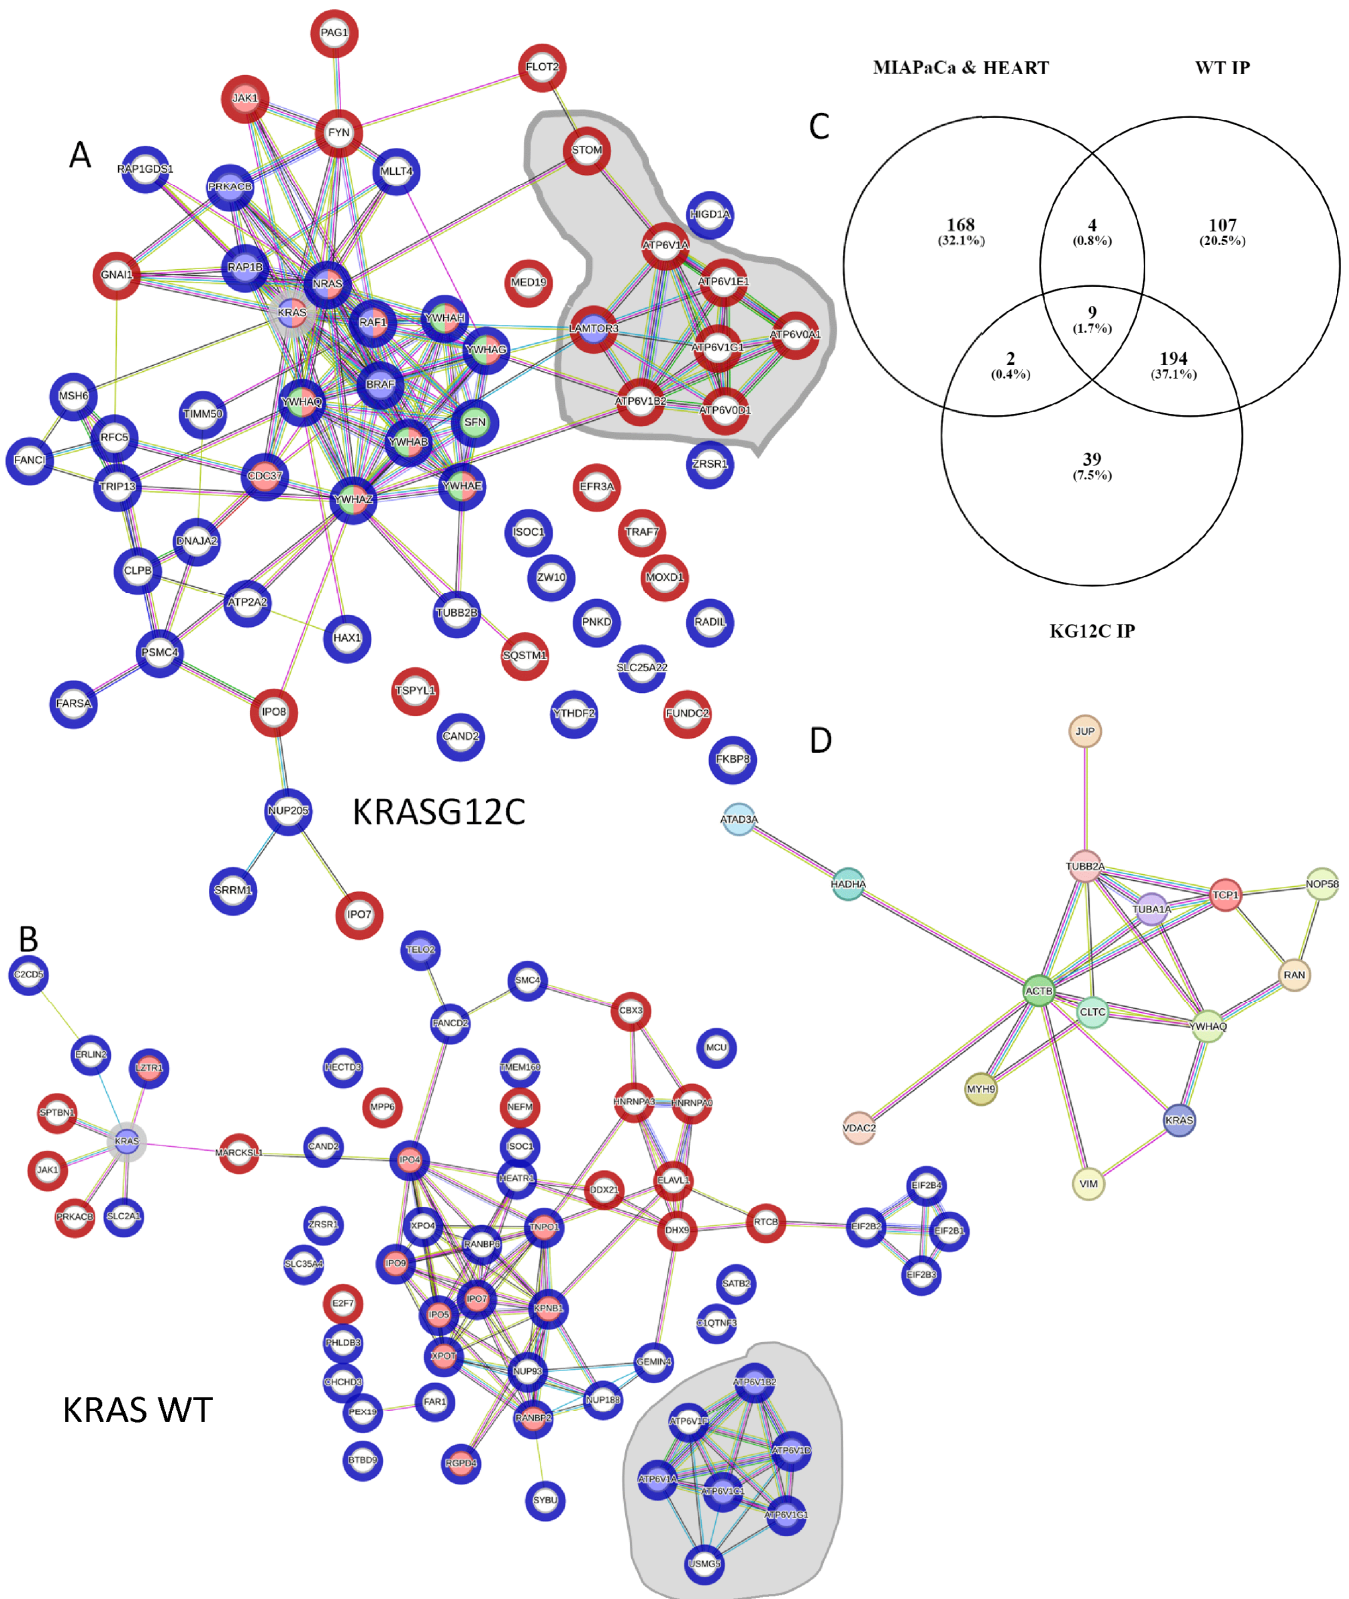 PAG1
FLOT2
JAK1
FYN
A
STOM
RAP1GDS1
MLLT4
PRKACB
HIGD1A
ATP6V1A
GNAI1
RAP1B
NRAS
MED19
ATP6V1E1
KRAS
RAF1
YWHAH
LAMTOR3
ATP6V0A1
YWHAG
ATP6V1G1
BRAF
MSH6
TIMM50
YWHAQ
ATP6V1B2
ATP6V0D1
SFN
RFC5
YWHAB
FANCI
ZRSR1
TRIP13
CDC37
YWHAZ
YWHAE
EFR3A
DNAJA2
ISOC1
TRAF7
CLPB
ZW10
MOXD1
ATP2A2
TUBB2B
PNKD
RADIL
HAX1
PSMC4
SQSTM1
SLC25A22
FARSA
TSPYL1
IPO8
YTHDF2
FUNDC2
CAND2
FKBP8
NUP205
KRASG12C
SRRM1
IPO7
MIAPaCa & HEART
WT IP
C
168
(32.1%)
4
(0.8%)
107
(20.5%)
9
(1.7%)
2
(0.4%)
194
(37.1%)
39
(7.5%)
KG12C IP
D
JUP
ATAD3A
TUBB2A
HADHA
TCP1
NOP58
TUBA1A
RAN
ACTB
CLTC
YWHAQ
MYH9
VDAC2
KRAS
VIM
B
TELO2
C2CD5
SMC4
CBX3
FANCD2
ERLIN2
LZTR1
HECTD3
TMEM160
MCU
SPTBN1
MPP6
NEFM
HNRNPA3
HNRNPA0
KRAS
MARCKSL1
CAND2
ISOC1
JAK1
IPO4
HEATR1
DDX21
ELAVL1
PRKACB
SLC2A1
ZRSR1
XPO4
TNPO1
DHX9
RTCB
EIF2B4
EIF2B2
EIF2B1
EIF2B3
RANBP6
SLC35A4
IPO9
E2F7
IPO5
IPO7
KPNB1
SATB2
C1QTNF3
PHLDB3
XPOT
NUP93
GEMIN4
CHCHD3
FAR1
NUP188
PEX19
RANBP2
KRAS WT
BTBD9
RGPD4
SYBU
ATP6V1B2
ATP6V1F
ATP6V1D
ATP6V1A
ATP6V1C1
ATP6V1G1
USMG5